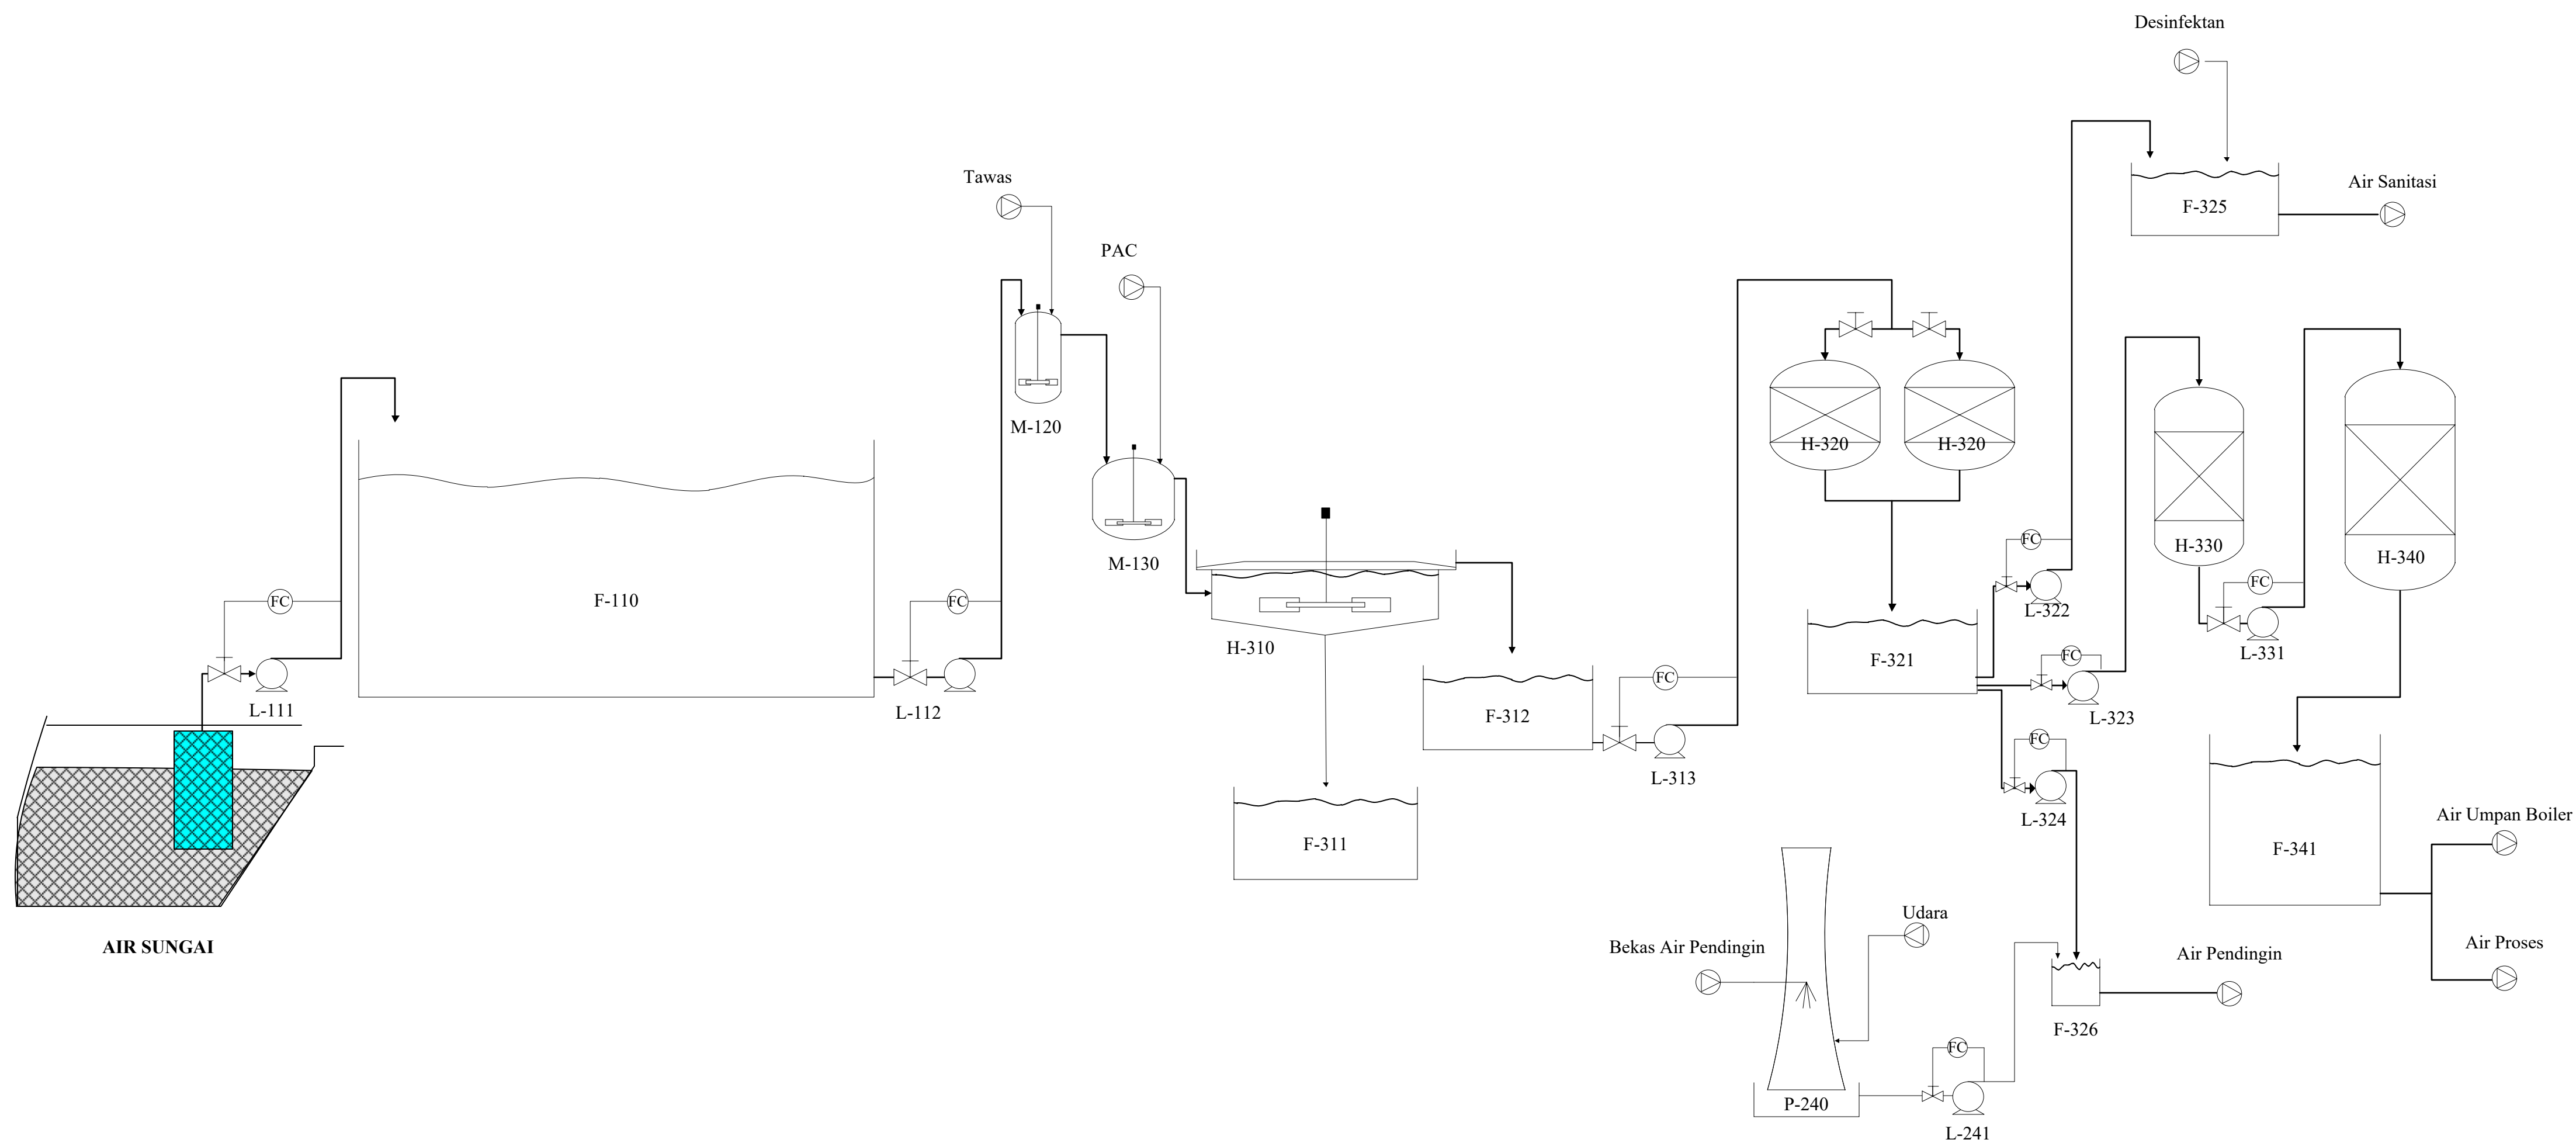 Desinfektan
Air Sanitasi
F-325
Tawas
PAC
M-120
M-130
H-320
H-320
H-330
H-340
FC
L-111
F-110
FC
L-112
H-310
F-311
F-312
FC
L-313
F-321
FC
L-322
FC
L-323
FC
L-324
FC
L-331
F-341
Air Umpan Boiler
Air Proses
AIR SUNGAI
Bekas Air Pendingin
Udara
P-240
FC
L-241
F-326
Air Pendingin